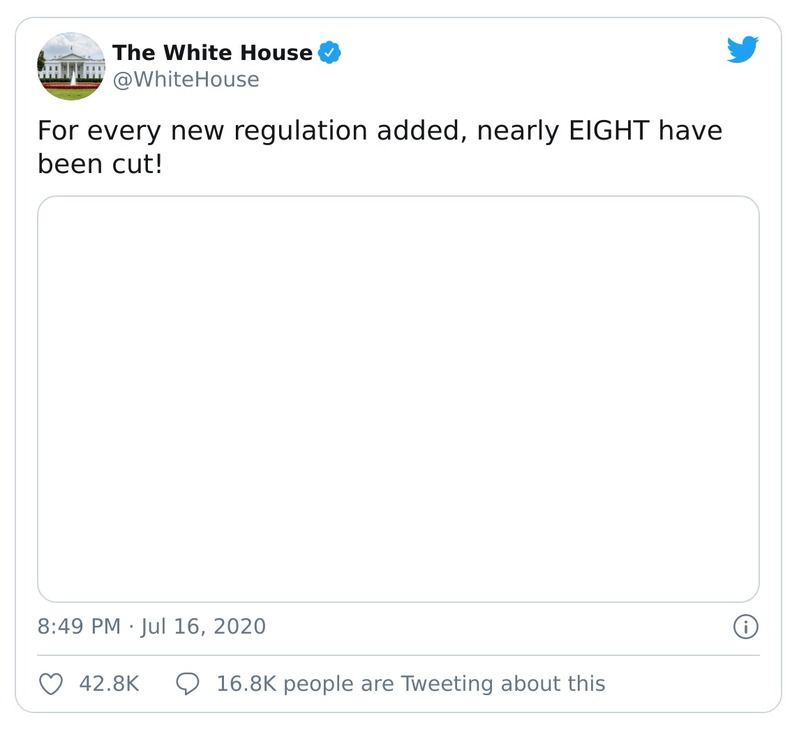 The White House
@WhiteHouse
For every new regulation added, nearly EIGHT have
been cut!
8:49 PM · Jul 16, 2020
42.8K 16.8K people are Tweeting about this